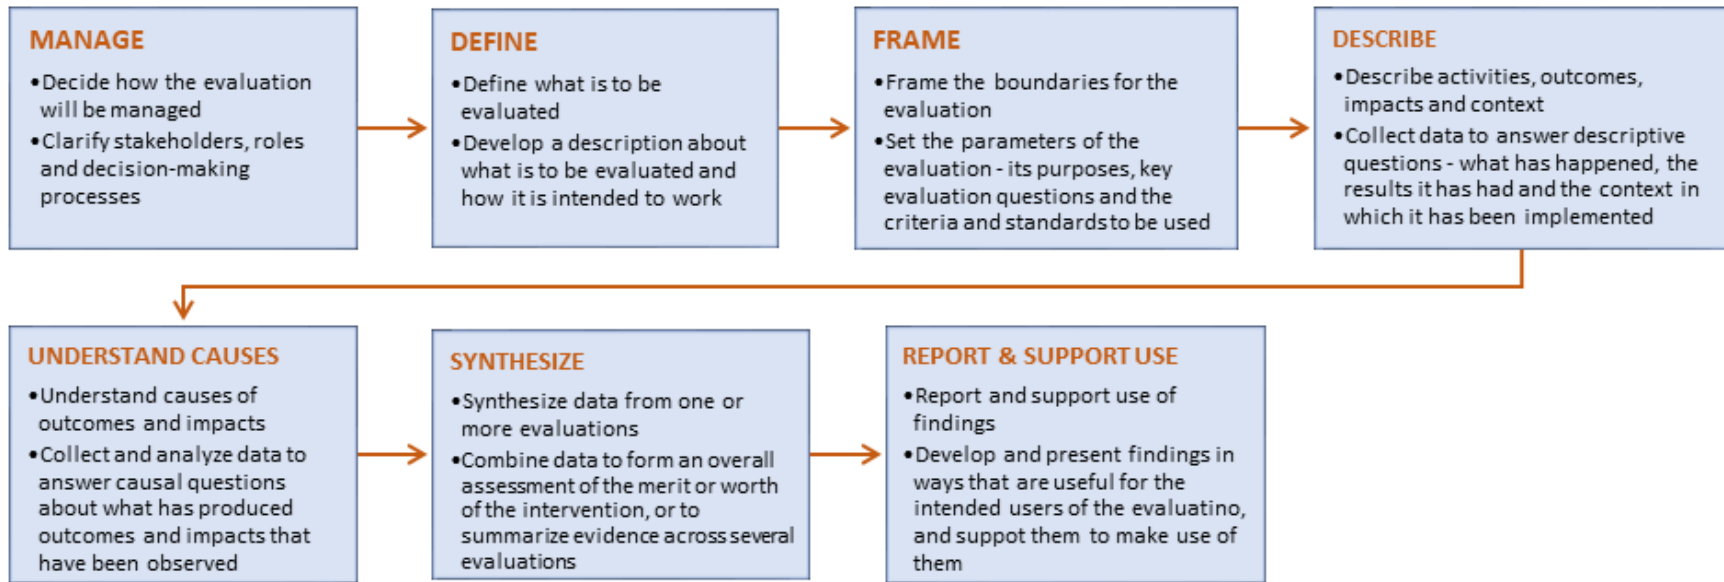 MANAGE
•Decide how the evaluation
will be managed
•Clarify stakeholders, roles
and decision-making
processes
DEFINE
•Define what is to be
evaluated
•Develop a description about
what is to be evaluated and
how it is intended to work
FRAME
•Frame the boundaries for the
evaluation
•Set the parameters of the
evaluation - its purposes, key
evaluation questions and the
criteria and standards to be used
DESCRIBE
•Describe activities, outcomes,
impacts and context
•Collect data to answer descriptive
questions - what has happened, the
results it has had and the context in
which it has been implemented
UNDERSTAND CAUSES
•Understand causes of
outcomes and impacts
•Collect and analyze data to
answer causal questions
about what has produced
outcomes and impacts that
have been observed
SYNTHESIZE
•Synthesize data from one or
more evaluations
•Combine data to form an overall
assessment of the merit or worth
of the intervention, or to
summarize evidence across several
evaluations
REPORT & SUPPORT USE
•Report and support use of
findings
•Develop and present findings in
ways that are useful for the
intended users of the evaluatino,
and suppot them to make use of
them